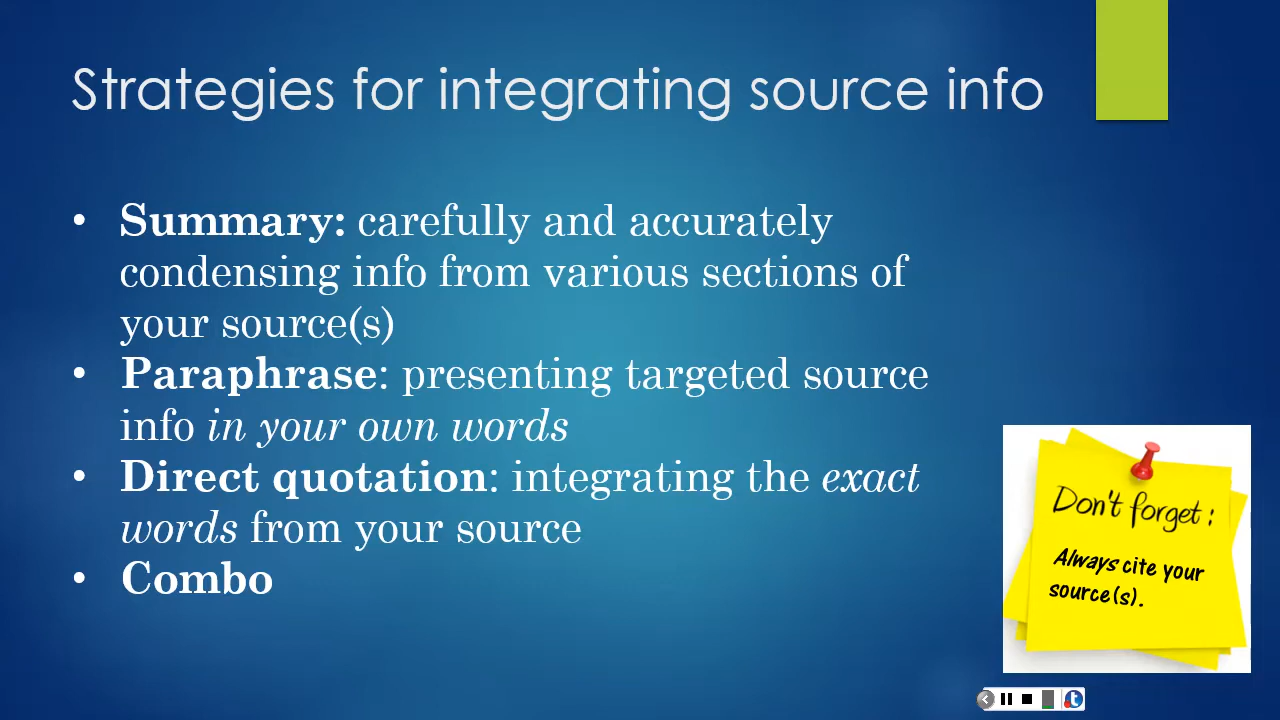 Strategies for integrating source info
• Summary: carefully and accurately
condensing info from various sections of
your source(s)
• Paraphrase: presenting targeted source
info in your own words
• Direct quotation: integrating the exact
words from your source
• Combo
Don't forget:
Always cite your
source(s).
t